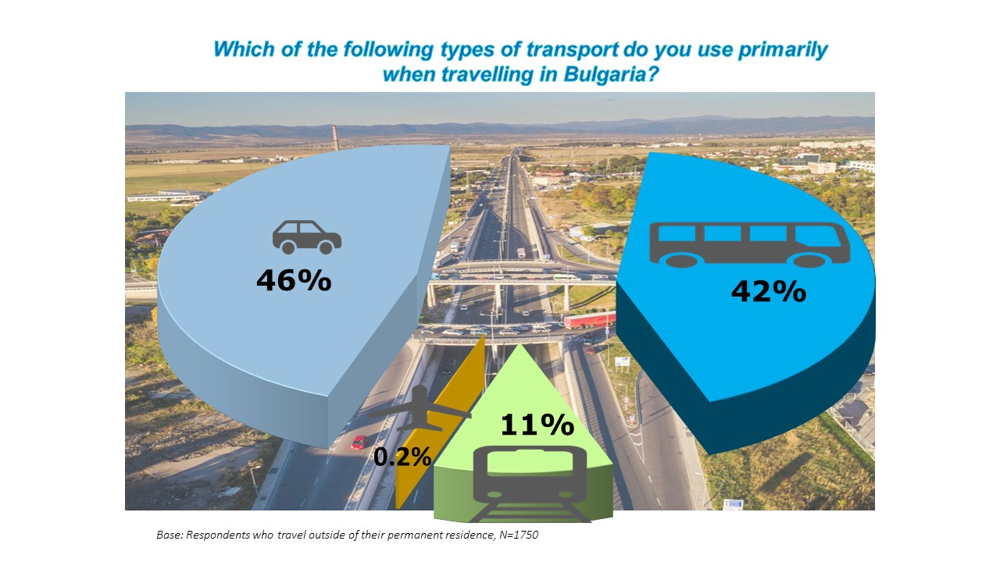 Which of the following types of transport do you use primarily
when travelling in Bulgaria?
46%
42%
11%
0.2%
Base: Respondents who travel outside of their permanent residence, N=1750